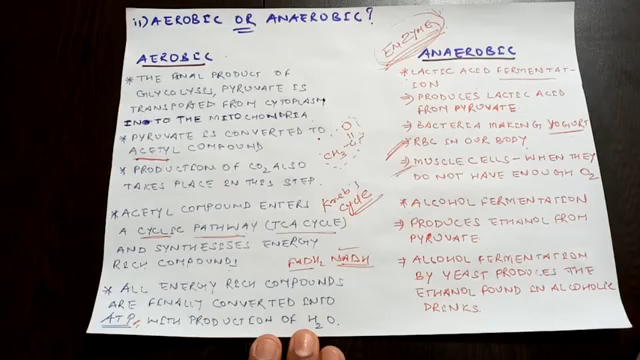 ii) AEROBIC OR ANAEROBIC?
AEROBIC
* THE FINAL PRODUCT OF
GLYCOLYSIS, PYRUVATE IS
TRANSPORTED FROM CYTOPLASM
INTO THE MITOCHONDRIA.
* PYRUVATE IS CONVERTED TO
ACETYL COMPOUND
CH3 - C = O
* PRODUCTION OF CO2 ALSO
TAKES PLACE IN THIS STEP.
Kreb's
Cycle
* ACETYL COMPOUND ENTERS
A CYCLIC PATHWAY (TCA CYCLE)
AND SYNTHESISES ENERGY
RICH COMPOUNDS
FADH2 NADH
* ALL ENERGY RICH COMPOUNDS
ARE FINALLY CONVERTED INTO
ATP, WITH PRODUCTION OF H2O.
ENZYME
ANAEROBIC
* LACTIC ACID FERMENTAT-
ION
⇒ PRODUCES LACTIC ACID
FROM PYRUVATE.
⇒ BACTERIA MAKING YOGURT
⇒ RBC IN OUR BODY
⇒ MUSCLE CELLS - WHEN THEY
DO NOT HAVE ENOUGH O2
* ALCOHOL FERMENTATION
⇒ PRODUCES ETHANOL FROM
PYRUVATE
⇒ ALCOHOL FERMENTATION
BY YEAST PRODUCES THE
ETHANOL FOUND IN ALCOHOLIC
DRINKS.